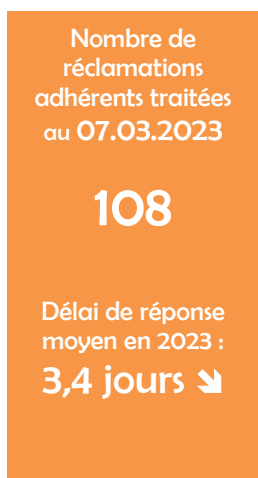 Nombre de
réclamations
adhérents traitées
au 07.03.2023
108
Délai de réponse
moyen en 2023 :
3,4 jours ➘